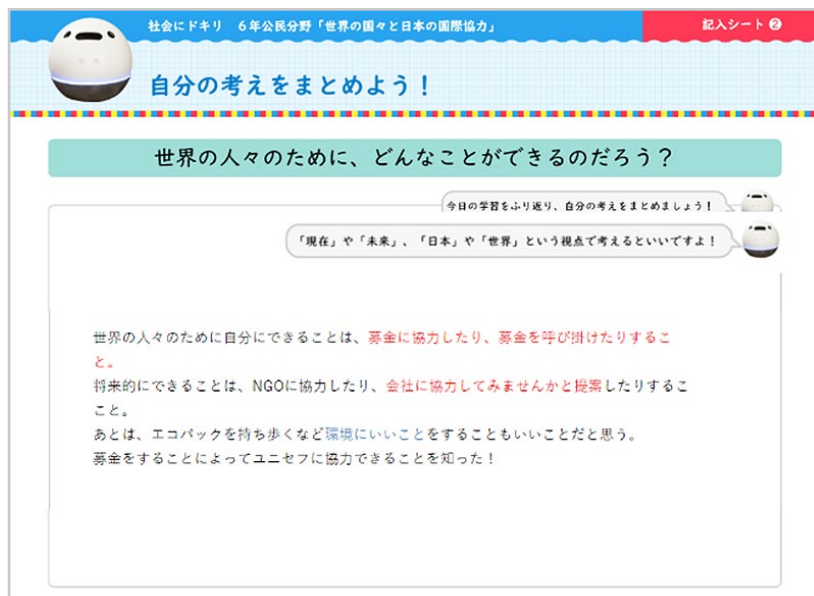 社会にドキリ 6年公民分野「世界の国々と日本の国際協力」
記入シート❷
自分の考えをまとめよう！
世界の人々のために、どんなことができるのだろう？
今日の学習をふり返り、自分の考えをまとめましょう！
「現在」や「未来」、「日本」や「世界」という視点で考えるといいですよ！
世界の人々のために自分にできることは、募金に協力したり、募金を呼び掛けたりするこ
と。
将来的にできることは、NGOに協力したり、会社に協力してみませんかと提案したりするこ
こと。
あとは、エコパックを持ち歩くなど環境にいいことをすることもいいことだと思う。
募金をすることによってユニセフに協力できることを知った！